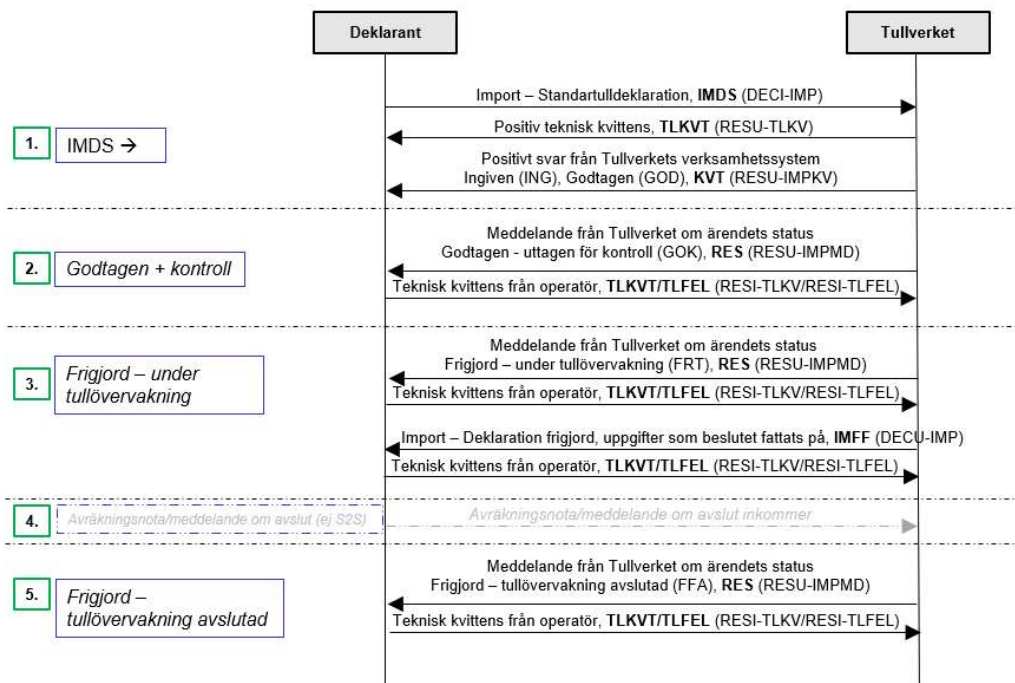 Deklarant
Tullverket
Import – Standartulldeklaration, IMDS (DECI-IMP)
Positiv teknisk kvittens, TLKVT (RESU-TLKV)
1.
IMDS →
Positivt svar från Tullverkets verksamhetssystem
Ingiven (ING), Godtagen (GOD), KVT (RESU-IMPKV)
Meddelande från Tullverket om ärendets status
Godtagen - uttagen för kontroll (GOK), RES (RESU-IMPMD)
2.
Godtagen + kontroll
Teknisk kvittens från operatör, TLKVT/TLFEL (RESI-TLKV/RESI-TLFEL)
Meddelande från Tullverket om ärendets status
Frigjord – under tullövervakning (FRT), RES (RESU-IMPMD)
3.
Frigjord – under
tullövervakning
Teknisk kvittens från operatör, TLKVT/TLFEL (RESI-TLKV/RESI-TLFEL)
Import – Deklaration frigjord, uppgifter som beslutet fattats på, IMFF (DECU-IMP)
Teknisk kvittens från operatör, TLKVT/TLFEL (RESI-TLKV/RESI-TLFEL)
4.
Avräkningsnota/meddelande om avslut (ej S2S)
Avräkningsnota/meddelande om avslut inkommer
Meddelande från Tullverket om ärendets status
Frigjord – tullövervakning avslutad (FFA), RES (RESU-IMPMD)
5.
Frigjord –
tullövervakning avslutad
Teknisk kvittens från operatör, TLKVT/TLFEL (RESI-TLKV/RESI-TLFEL)